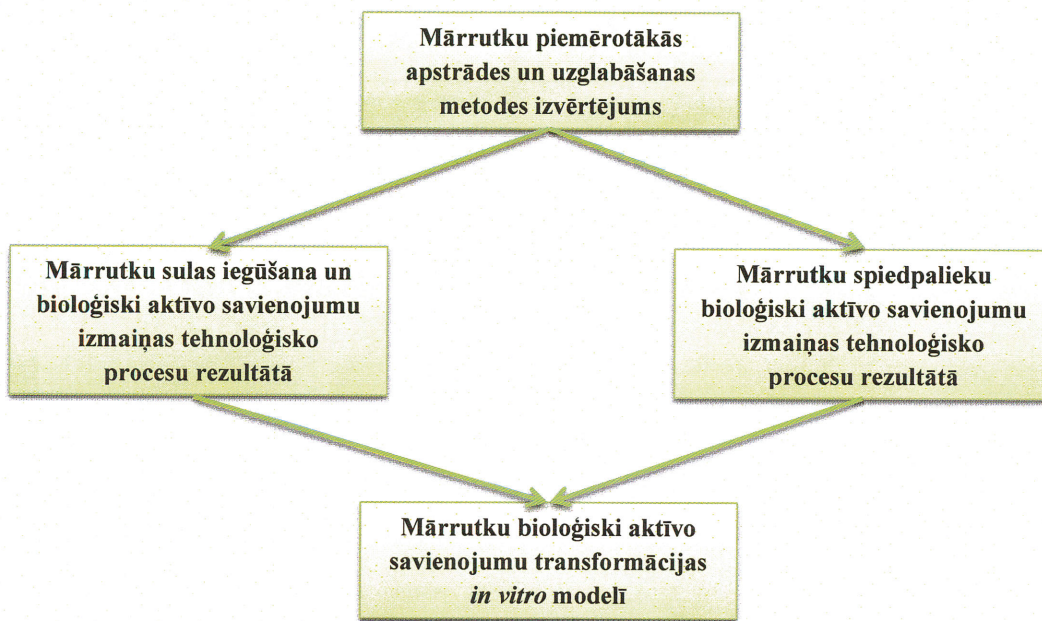 Mārrutku piemērotākās
apstrādes un uzglabāšanas
metodes izvērtējums
Mārrutku sulas iegūšana un
bioloģiski aktīvo savienojumu
izmaiņas tehnoloģisko
procesu rezultātā
Mārrutku spiedpalieku
bioloģiski aktīvo savienojumu
izmaiņas tehnoloģisko
procesu rezultātā
Mārrutku bioloģiski aktīvo
savienojumu transformācijas
in vitro modelī